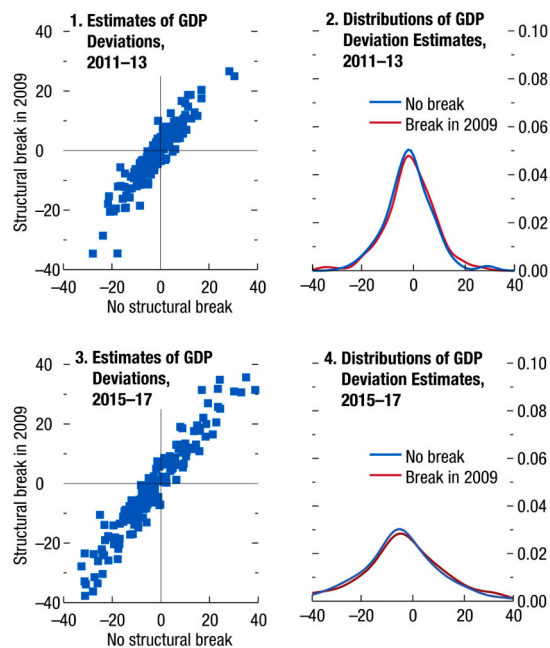 1. Estimates of GDP
Deviations,
2011–13
40
20
0
–20
–40
–40
–20
0
20
40
Structural break in 2009
No structural break
2. Distributions of GDP
Deviation Estimates,
2011–13
No break
Break in 2009
0.10
0.08
0.06
0.04
0.02
0.00
–40
–20
0
20
40
3. Estimates of GDP
Deviations,
2015–17
40
20
0
–20
–40
–40
–20
0
20
40
Structural break in 2009
No structural break
4. Distributions of GDP
Deviation Estimates,
2015–17
No break
Break in 2009
0.10
0.08
0.06
0.04
0.02
0.00
–40
–20
0
20
40